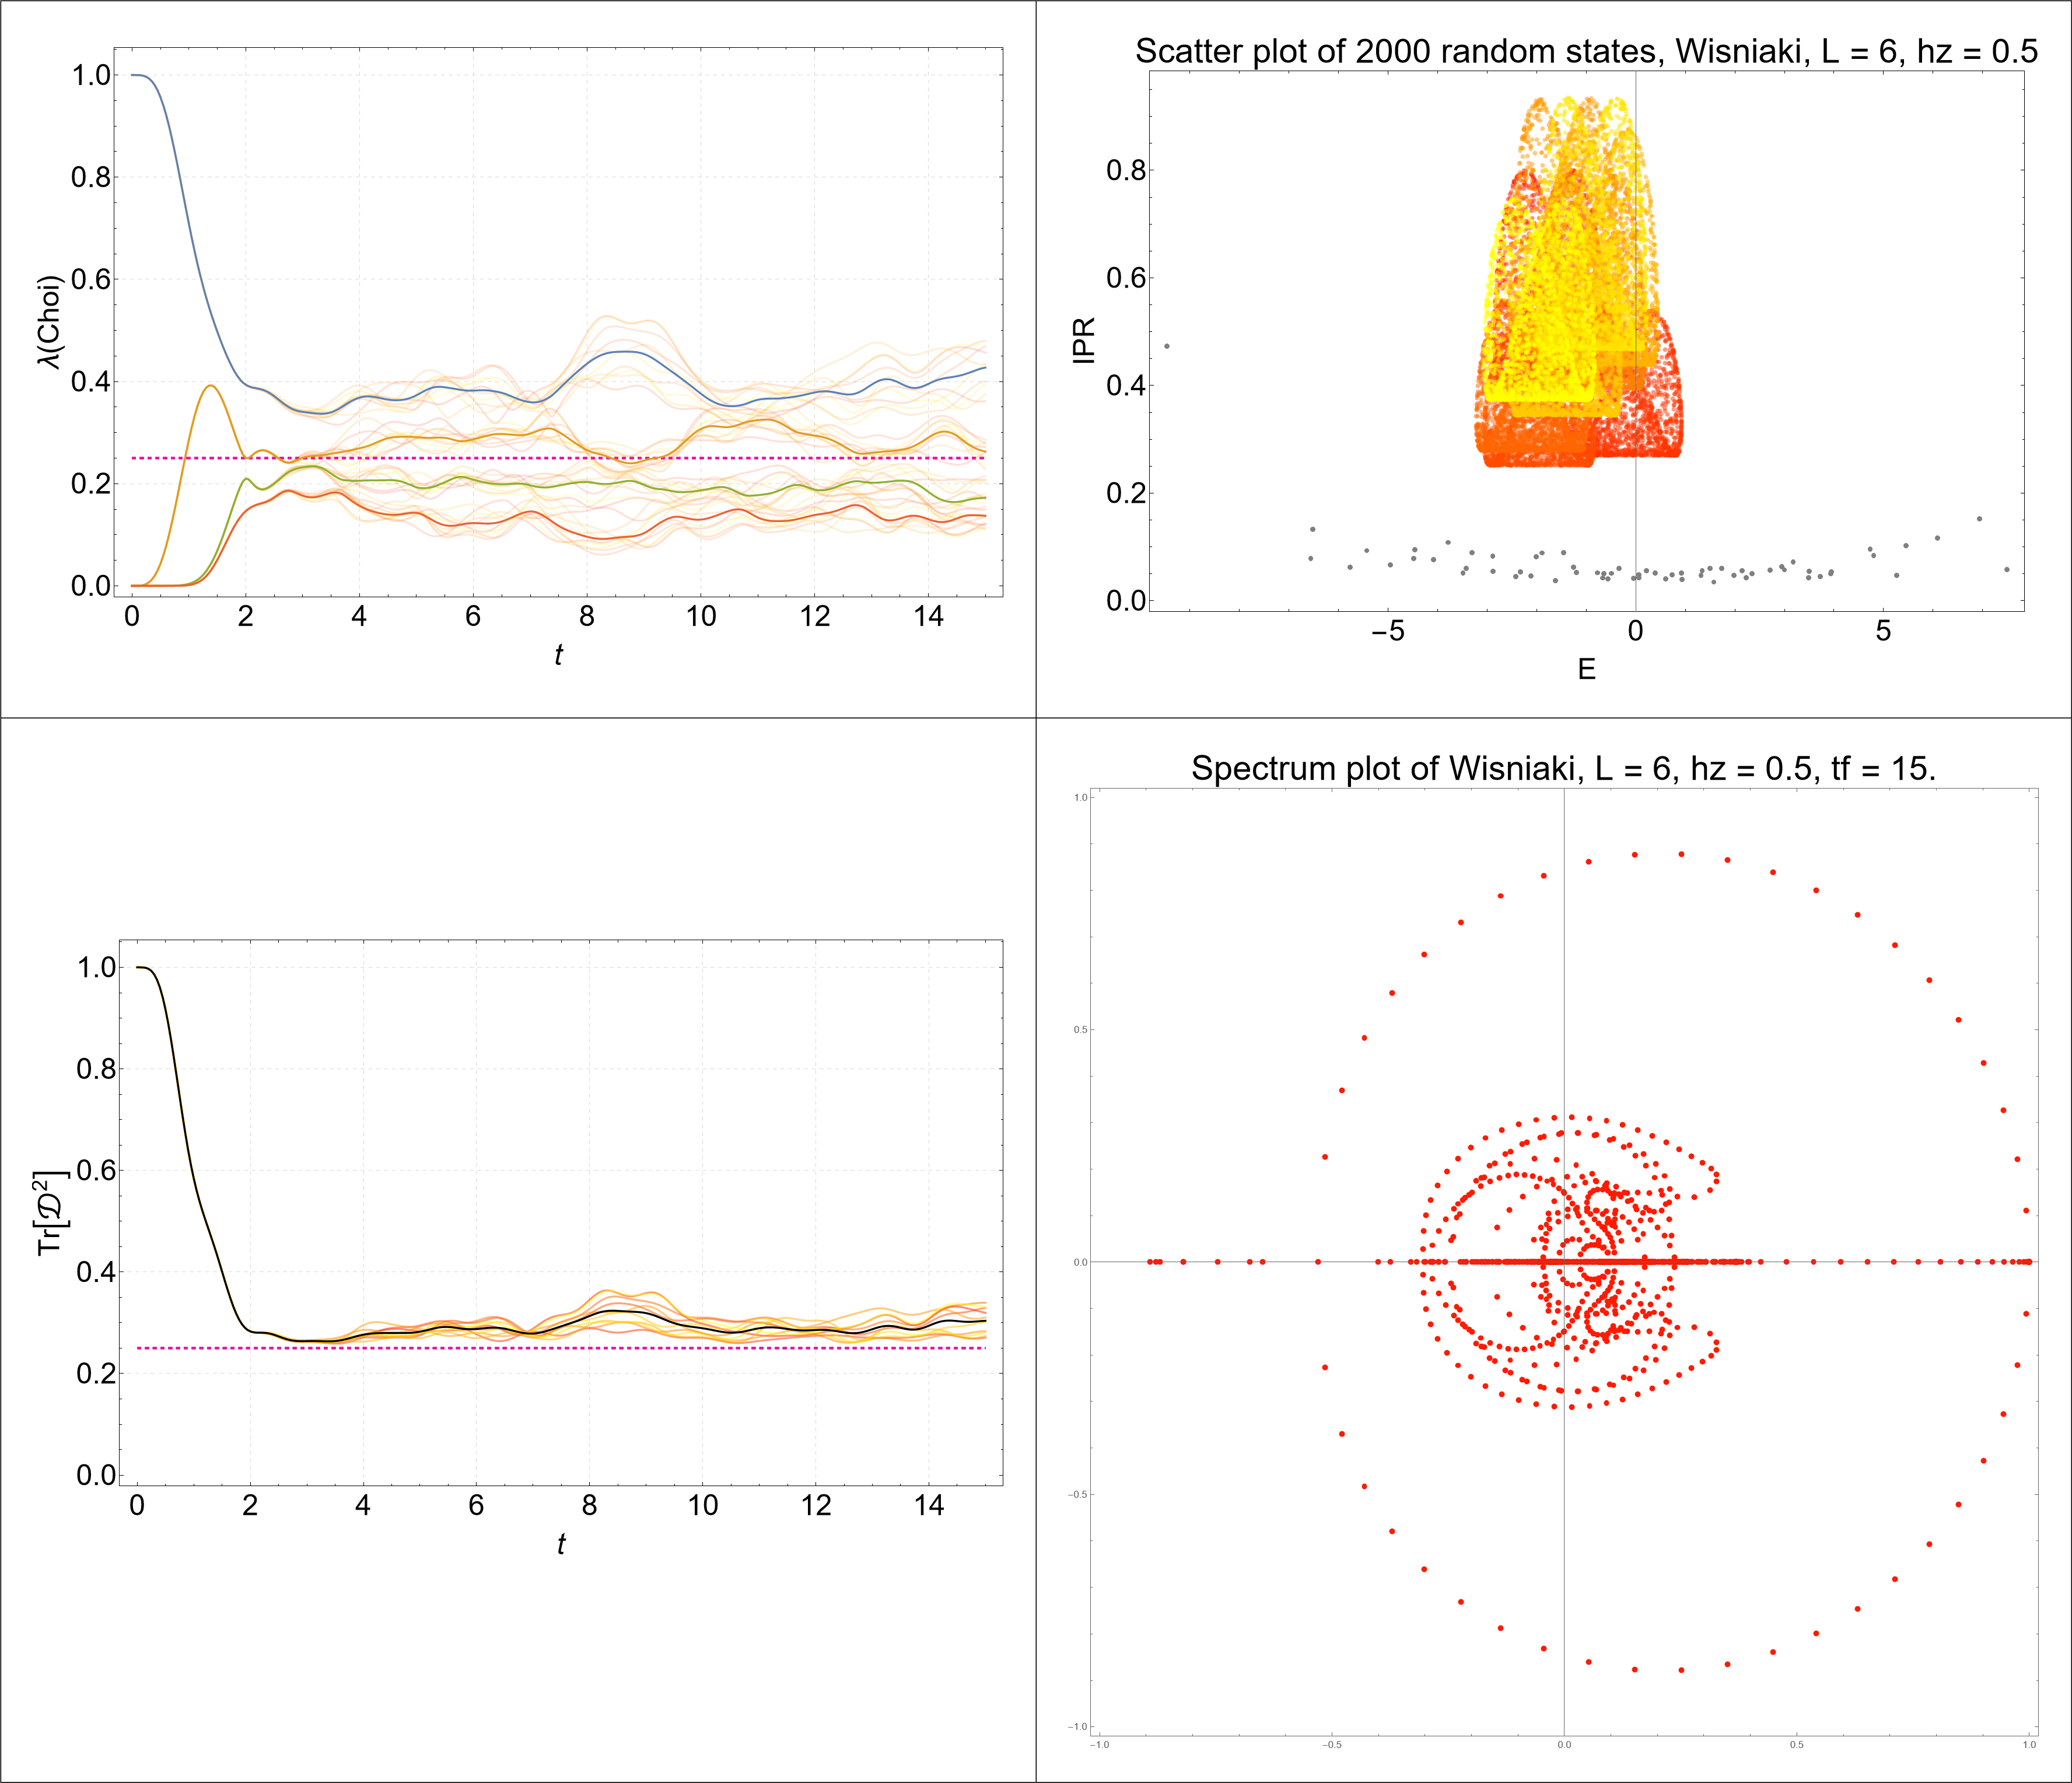 1.0
0.8
0.6
0.4
0.2
0.0
λ(Choi)
0 2 4 6 8 10 12 14
t
Scatter plot of 2000 random states, Wisniaki, L = 6, hz = 0.5
0.8
0.6
0.4
0.2
0.0
IPR
−5 0 5
E
1.0
0.8
0.6
0.4
0.2
0.0
Tr[𝒟²]
0 2 4 6 8 10 12 14
t
Spectrum plot of Wisniaki, L = 6, hz = 0.5, tf = 15.
1.0
0.5
0.0
−0.5
−1.0
−1.0 −0.5 0.0 0.5 1.0